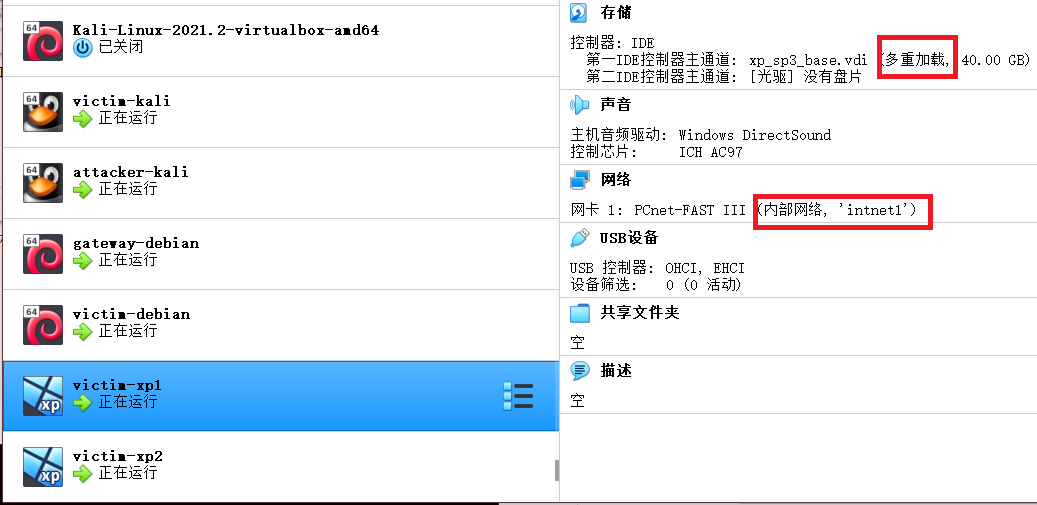 Kali-Linux-2021.2-virtualbox-amd64
已关闭
victim-kali
正在运行
attacker-kali
正在运行
gateway-debian
正在运行
victim-debian
正在运行
victim-xp1
正在运行
victim-xp2
正在运行
64
64
64
64
64
xp
xp
存储
控制器: IDE
第一IDE控制器主通道: xp_sp3_base.vdi (多重加载, 40.00 GB)
第二IDE控制器主通道: [光驱] 没有盘片
声音
主机音频驱动: Windows DirectSound
控制芯片: ICH AC97
网络
网卡 1: PCnet-FAST III (内部网络, 'intnet1')
USB设备
USB 控制器: OHCI, EHCI
设备筛选: 0 (0 活动)
共享文件夹
空
描述
空